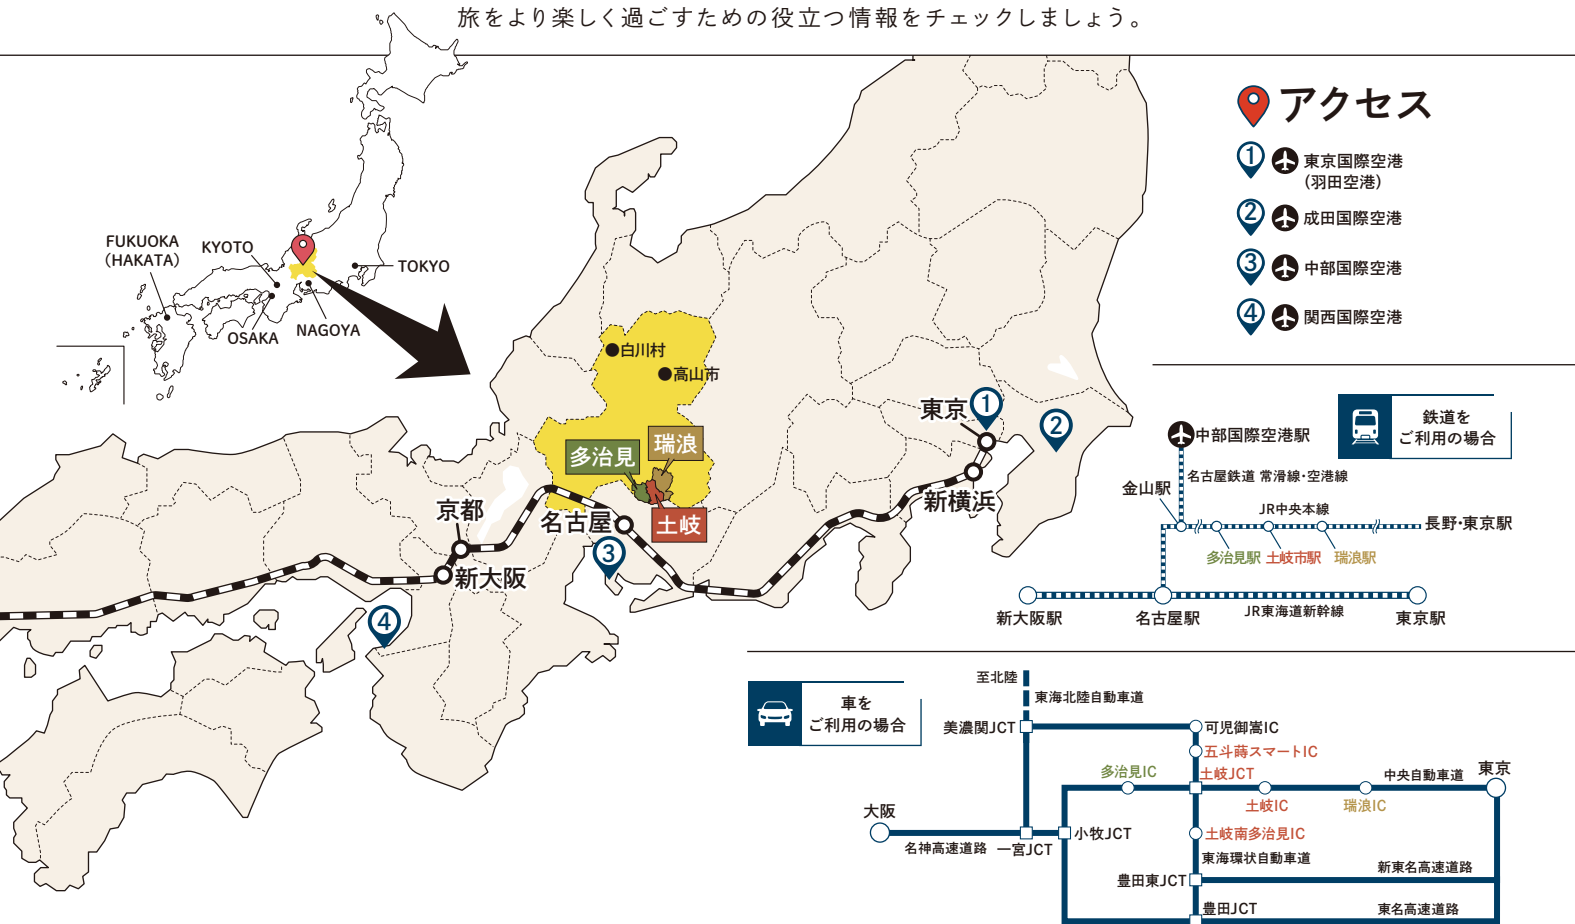 旅をより楽しく過ごすための役立つ情報をチェックしましょう。
FUKUOKA
(HAKATA)
KYOTO
TOKYO
OSAKA
NAGOYA
白川村
高山市
多治見
瑞浪
土岐
東京
新横浜
名古屋
京都
新大阪
1
2
3
4
アクセス
1 東京国際空港
(羽田空港)
2 成田国際空港
3 中部国際空港
4 関西国際空港
鉄道を
ご利用の場合
中部国際空港駅
名古屋鉄道 常滑線・空港線
金山駅
JR中央本線
長野・東京駅
多治見駅 土岐市駅 瑞浪駅
新大阪駅
名古屋駅
JR東海道新幹線
東京駅
車を
ご利用の場合
至北陸
東海北陸自動車道
美濃関JCT
可児御嵩IC
五斗蒔スマートIC
多治見IC
土岐JCT
中央自動車道
東京
土岐IC
瑞浪IC
大阪
名神高速道路
一宮JCT
小牧JCT
土岐南多治見IC
東海環状自動車道
新東名高速道路
豊田東JCT
豊田JCT
東名高速道路